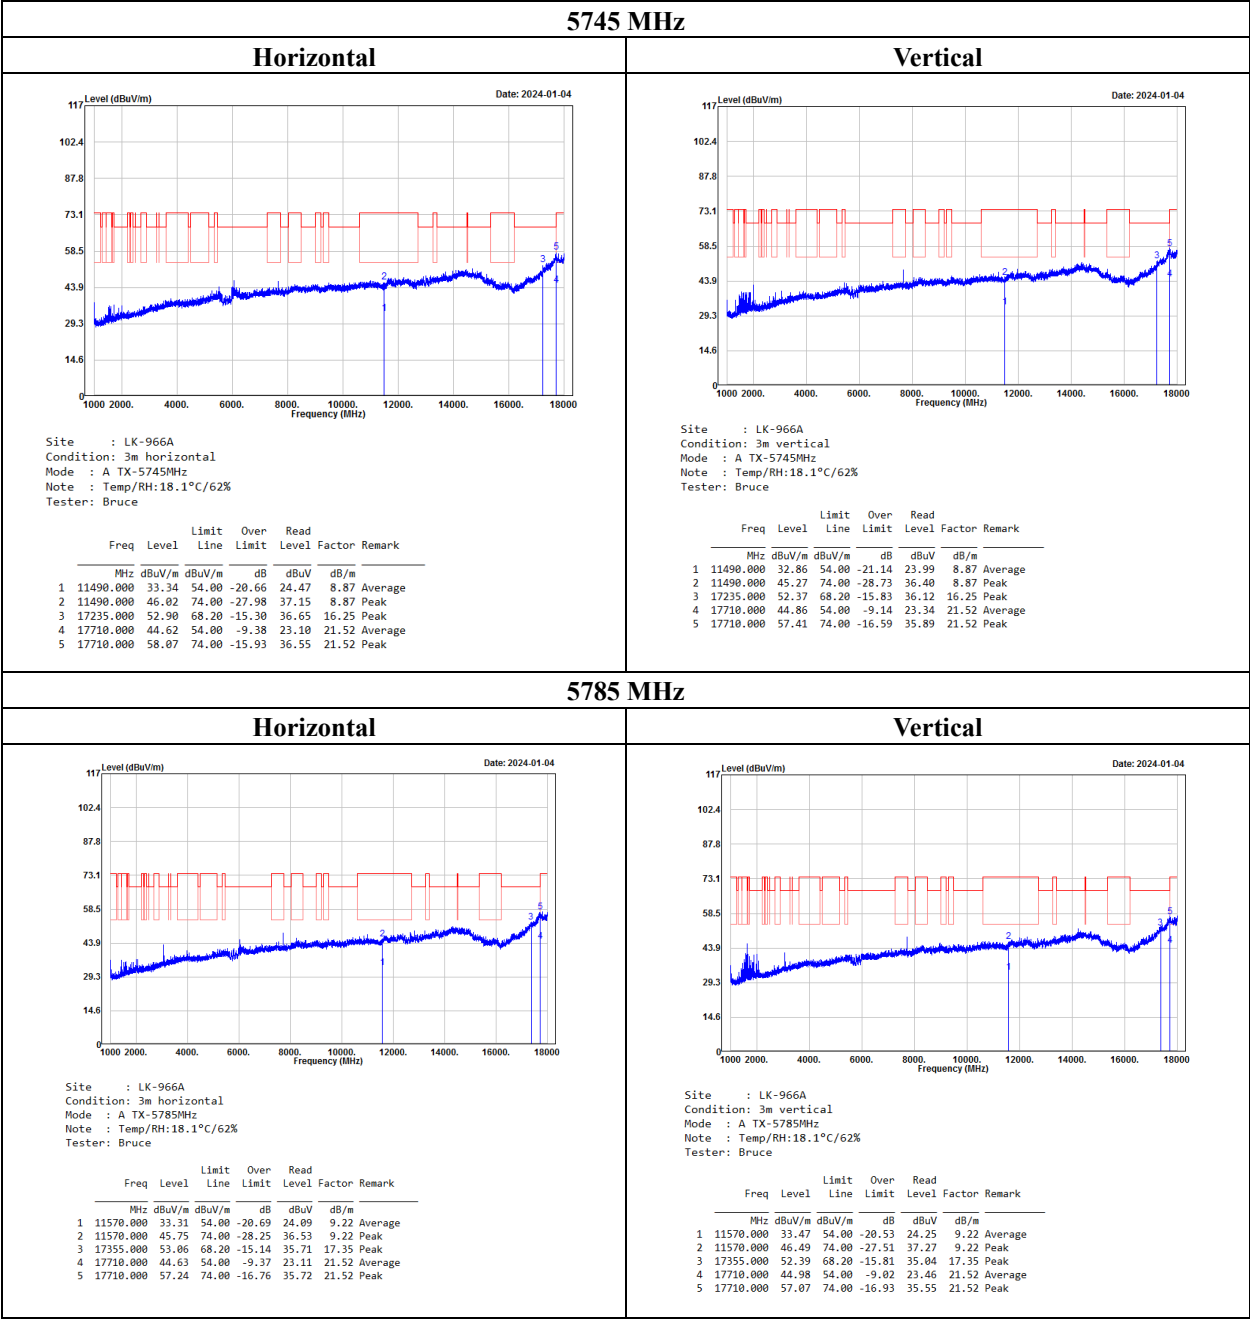 5745 MHz
Horizontal
Vertical
Level (dBuV/m)
Date: 2024-01-04
117
102.4
87.8
73.1
58.5
43.9
29.3
14.6
0
5
3
4
2
1
1000 2000. 4000. 6000. 8000. 10000. 12000. 14000. 16000. 18000
Frequency (MHz)
Site : LK-966A
Condition: 3m horizontal
Mode : A TX-5745MHz
Note : Temp/RH:18.1°C/62%
Tester: Bruce
Limit Over Read
Freq Level Line Limit Level Factor Remark
MHz dBuV/m dBuV/m dB dBuV dB/m
1 11490.000 33.34 54.00 -20.66 24.47 8.87 Average
2 11490.000 46.02 74.00 -27.98 37.15 8.87 Peak
3 17235.000 52.90 68.20 -15.30 36.65 16.25 Peak
4 17710.000 44.62 54.00 -9.38 23.10 21.52 Average
5 17710.000 58.07 74.00 -15.93 36.55 21.52 Peak
Level (dBuV/m)
Date: 2024-01-04
117
102.4
87.8
73.1
58.5
43.9
29.3
14.6
0
5
3
4
2
1
1000 2000. 4000. 6000. 8000. 10000. 12000. 14000. 16000. 18000
Frequency (MHz)
Site : LK-966A
Condition: 3m vertical
Mode : A TX-5745MHz
Note : Temp/RH:18.1°C/62%
Tester: Bruce
Limit Over Read
Freq Level Line Limit Level Factor Remark
MHz dBuV/m dBuV/m dB dBuV dB/m
1 11490.000 32.86 54.00 -21.14 23.99 8.87 Average
2 11490.000 45.27 74.00 -28.73 36.40 8.87 Peak
3 17235.000 52.37 68.20 -15.83 36.12 16.25 Peak
4 17710.000 44.86 54.00 -9.14 23.34 21.52 Average
5 17710.000 57.41 74.00 -16.59 35.89 21.52 Peak
5785 MHz
Horizontal
Vertical
Level (dBuV/m)
Date: 2024-01-04
117
102.4
87.8
73.1
58.5
43.9
29.3
14.6
0
5
3
4
2
1
1000 2000. 4000. 6000. 8000. 10000. 12000. 14000. 16000. 18000
Frequency (MHz)
Site : LK-966A
Condition: 3m horizontal
Mode : A TX-5785MHz
Note : Temp/RH:18.1°C/62%
Tester: Bruce
Limit Over Read
Freq Level Line Limit Level Factor Remark
MHz dBuV/m dBuV/m dB dBuV dB/m
1 11570.000 33.31 54.00 -20.69 24.09 9.22 Average
2 11570.000 45.75 74.00 -28.25 36.53 9.22 Peak
3 17355.000 53.06 68.20 -15.14 35.71 17.35 Peak
4 17710.000 44.63 54.00 -9.37 23.11 21.52 Average
5 17710.000 57.24 74.00 -16.76 35.72 21.52 Peak
Level (dBuV/m)
Date: 2024-01-04
117
102.4
87.8
73.1
58.5
43.9
29.3
14.6
0
5
3
4
2
1
1000 2000. 4000. 6000. 8000. 10000. 12000. 14000. 16000. 18000
Frequency (MHz)
Site : LK-966A
Condition: 3m vertical
Mode : A TX-5785MHz
Note : Temp/RH:18.1°C/62%
Tester: Bruce
Limit Over Read
Freq Level Line Limit Level Factor Remark
MHz dBuV/m dBuV/m dB dBuV dB/m
1 11570.000 33.47 54.00 -20.53 24.25 9.22 Average
2 11570.000 46.49 74.00 -27.51 37.27 9.22 Peak
3 17355.000 52.39 68.20 -15.81 35.04 17.35 Peak
4 17710.000 44.98 54.00 -9.02 23.46 21.52 Average
5 17710.000 57.07 74.00 -16.93 35.55 21.52 Peak